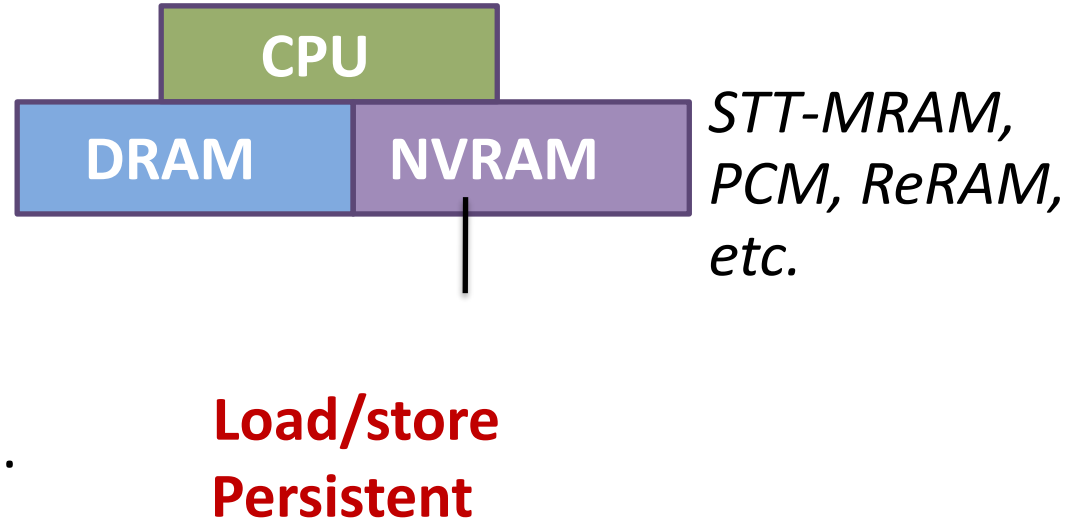 CPU
DRAM
NVRAM
STT-MRAM,
PCM, ReRAM,
etc.
Load/store
.
Persistent